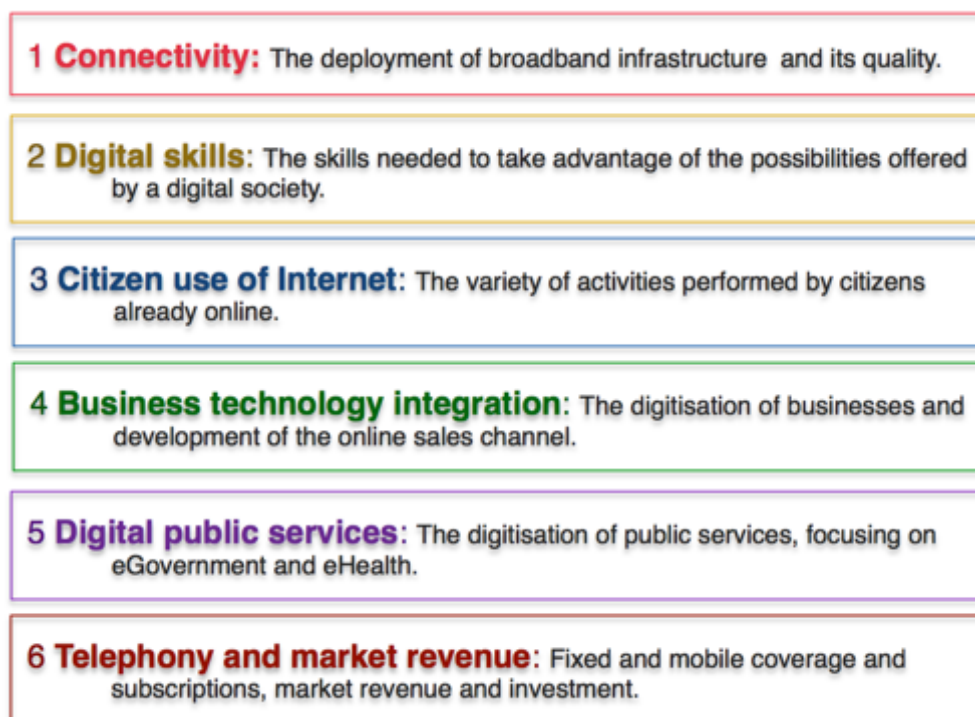 1 Connectivity: The deployment of broadband infrastructure and its quality.
2 Digital skills: The skills needed to take advantage of the possibilities offered
by a digital society.
3 Citizen use of Internet: The variety of activities performed by citizens
already online.
4 Business technology integration: The digitisation of businesses and
development of the online sales channel.
5 Digital public services: The digitisation of public services, focusing on
eGovernment and eHealth.
6 Telephony and market revenue: Fixed and mobile coverage and
subscriptions, market revenue and investment.